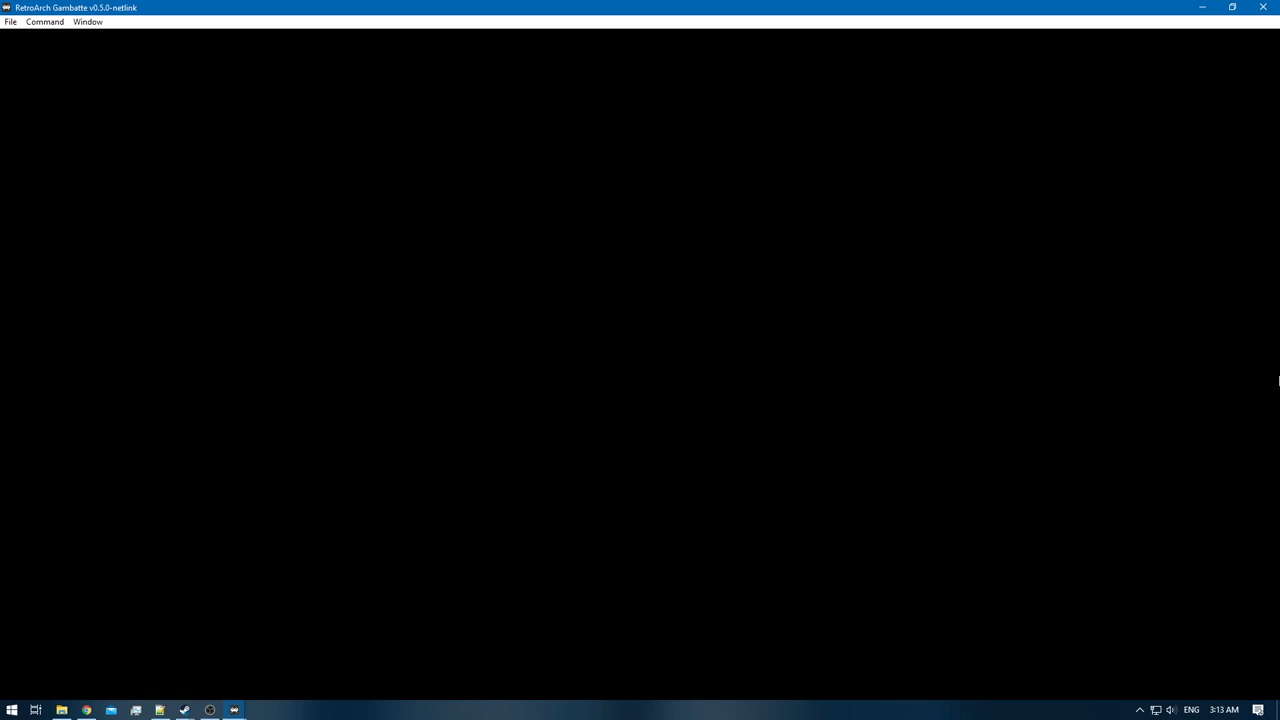 RetroArch Gambatte v0.5.0-netlink
File Command Window
ENG 3:13 AM